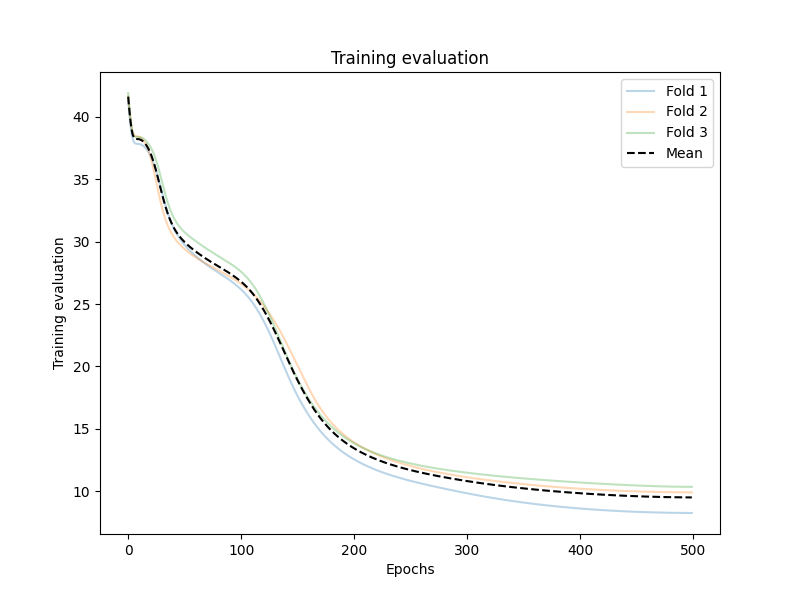 Training evaluation
Fold 1
Fold 2
Fold 3
Mean
Training evaluation
40
35
30
25
20
15
10
0 100 200 300 400 500
Epochs